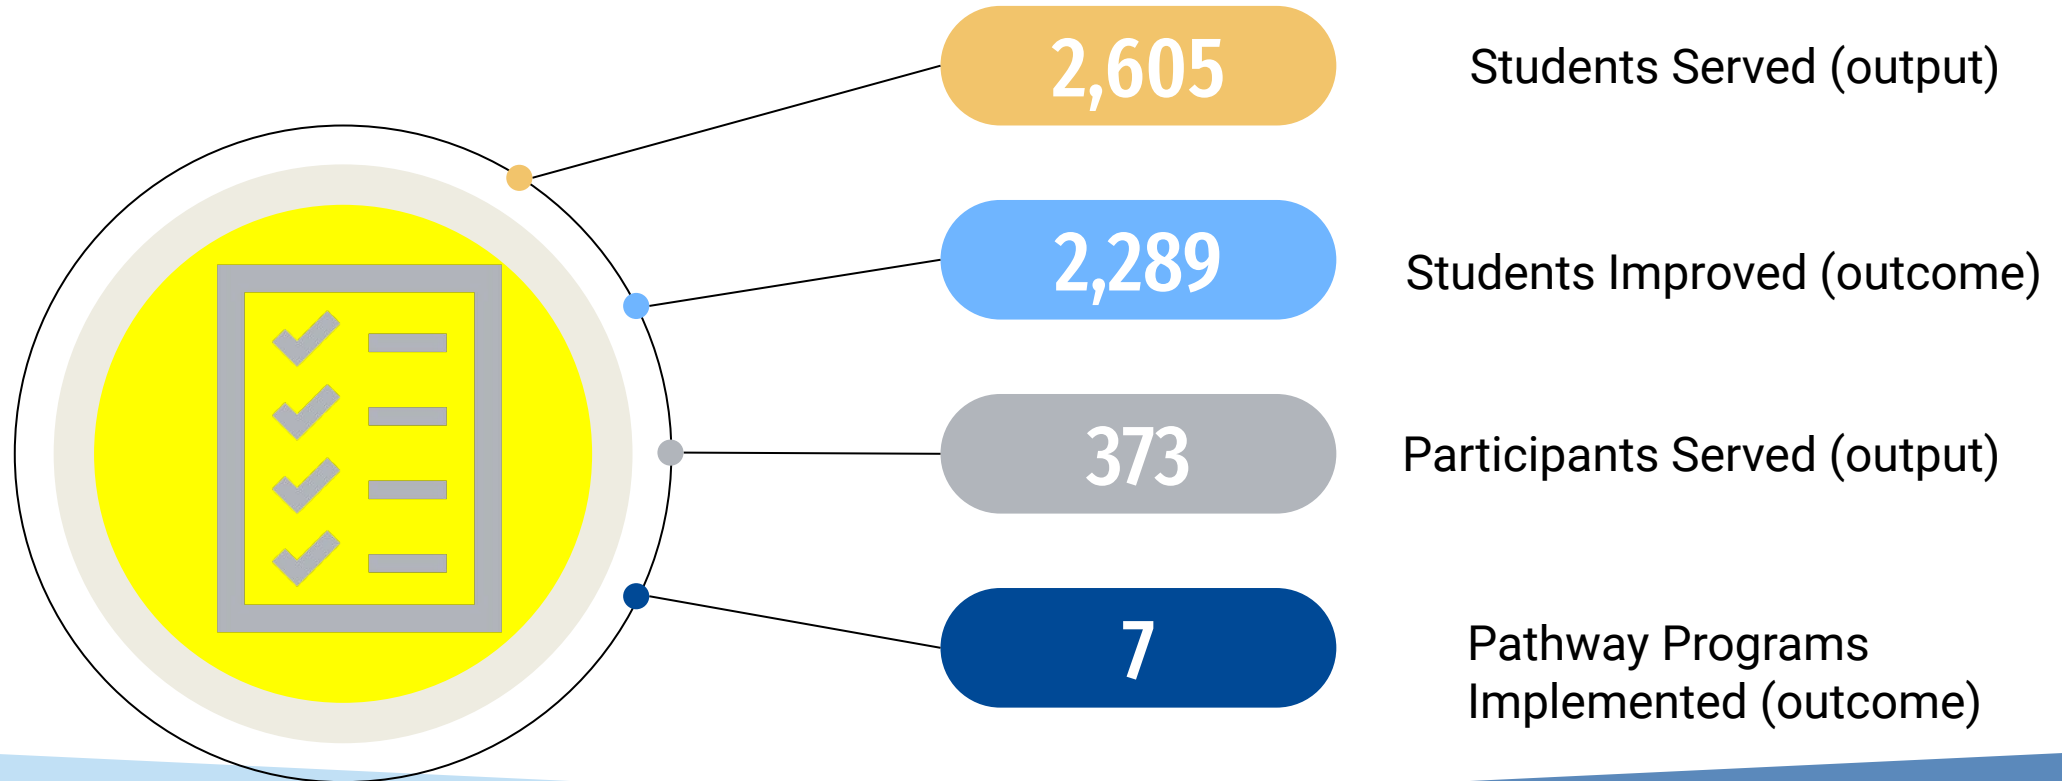 2,605
Students Served (output)
2,289
Students Improved (outcome)
373
Participants Served (output)
7
Pathway Programs
Implemented (outcome)